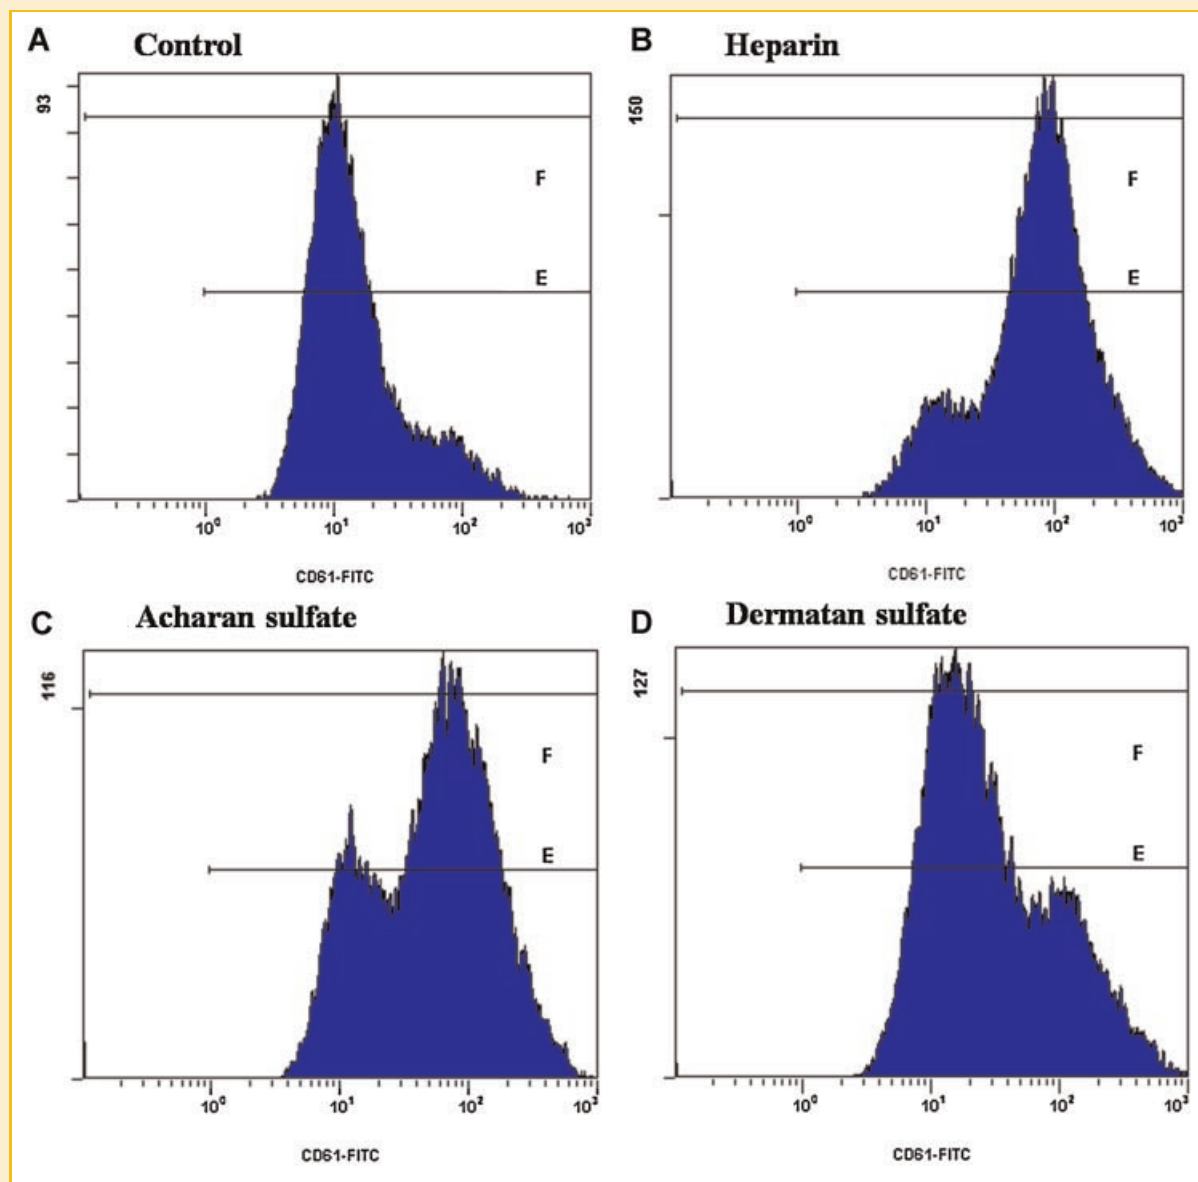 A
Control
93
F
E
10⁰
10¹
10²
10³
CD61-FITC
B
Heparin
150
F
E
10⁰
10¹
10²
10³
CD61-FITC
C
Acharan sulfate
116
F
E
10⁰
10¹
10²
10³
CD61-FITC
D
Dermatan sulfate
127
F
E
10⁰
10¹
10²
10³
CD61-FITC